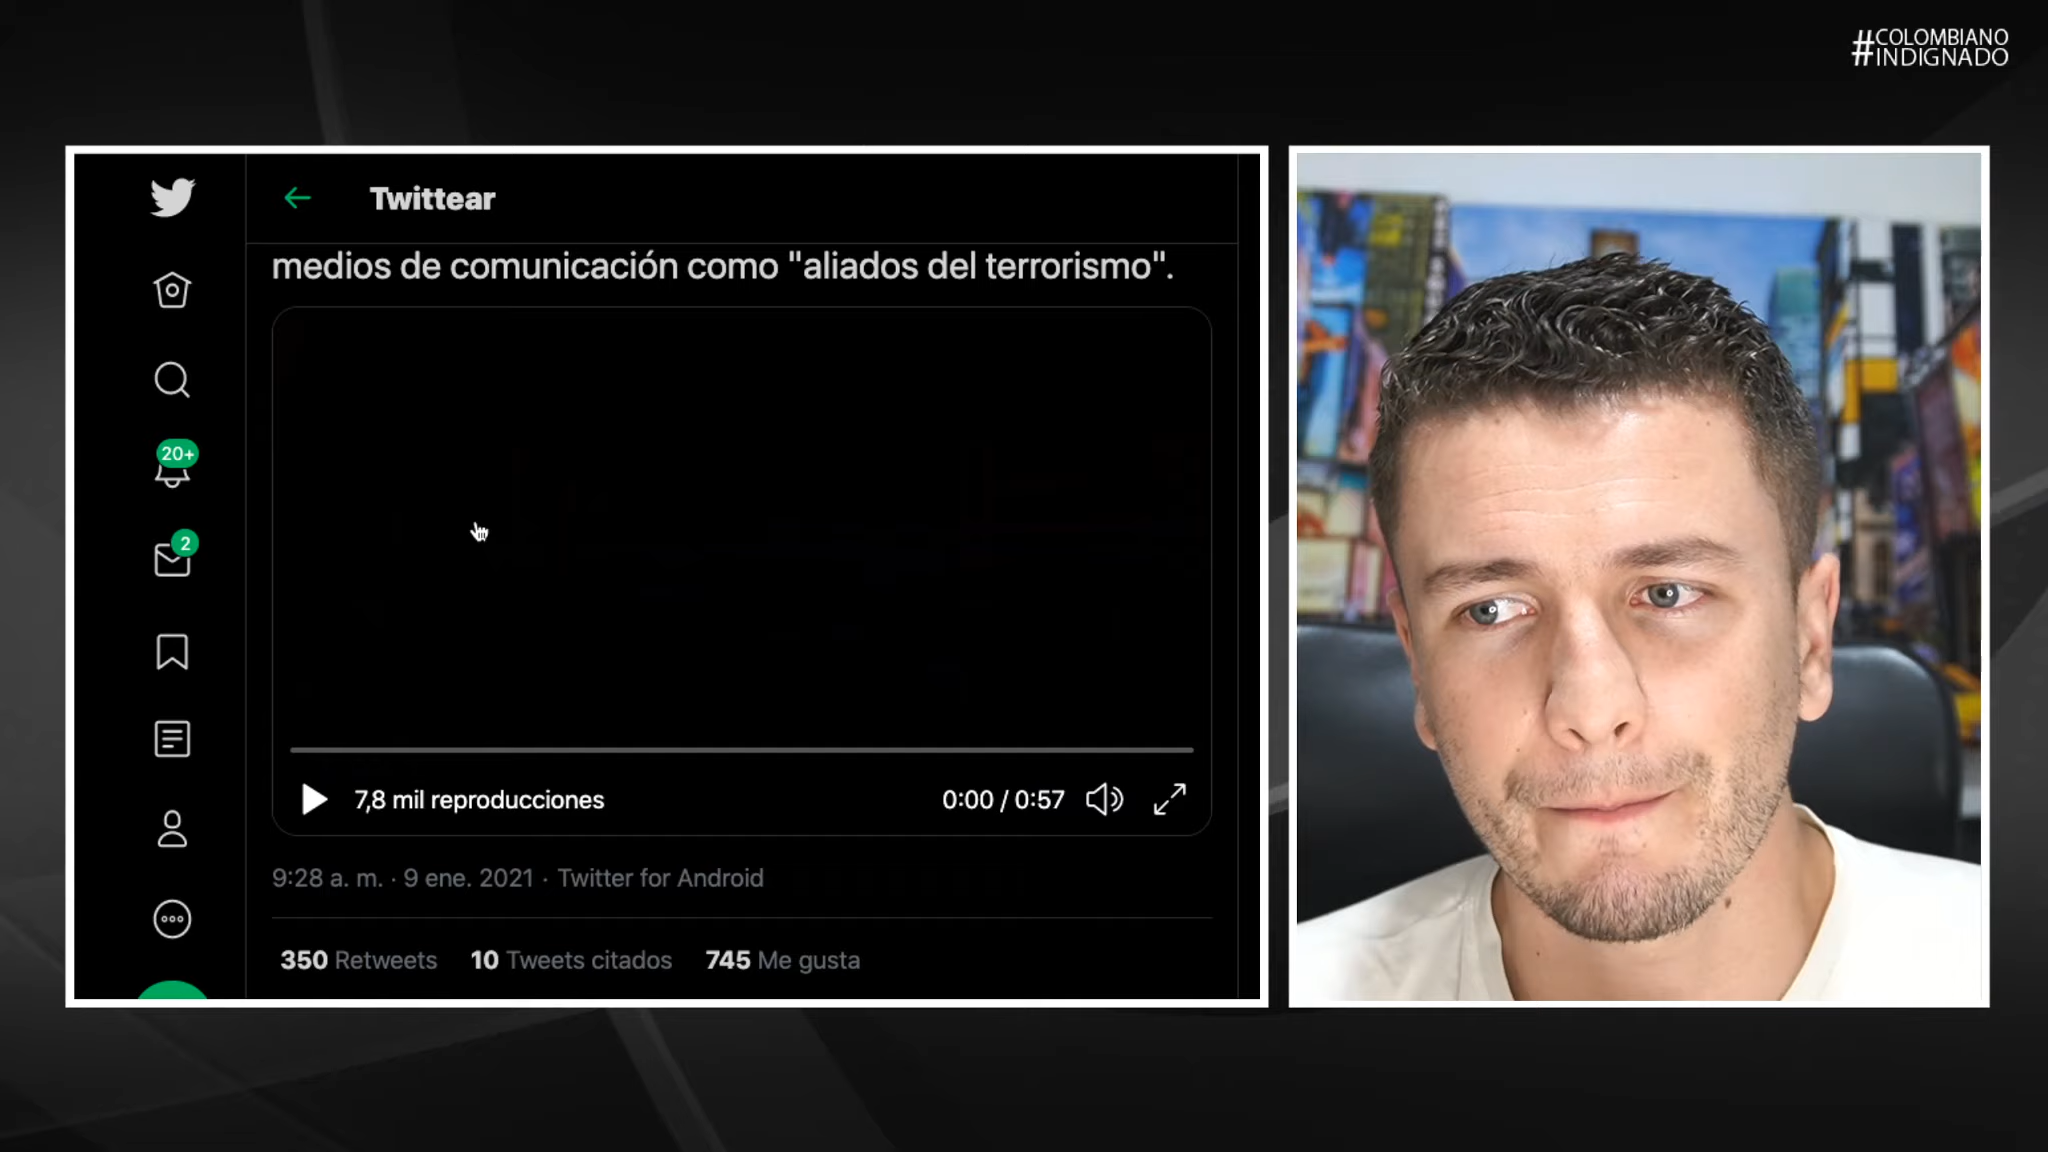 #COLOMBIANO
INDIGNADO
Twittear
medios de comunicación como "aliados del terrorismo".
20+
2
7,8 mil reproducciones
0:00 / 0:57
9:28 a. m. · 9 ene. 2021 · Twitter for Android
350 Retweets 10 Tweets citados 745 Me gusta